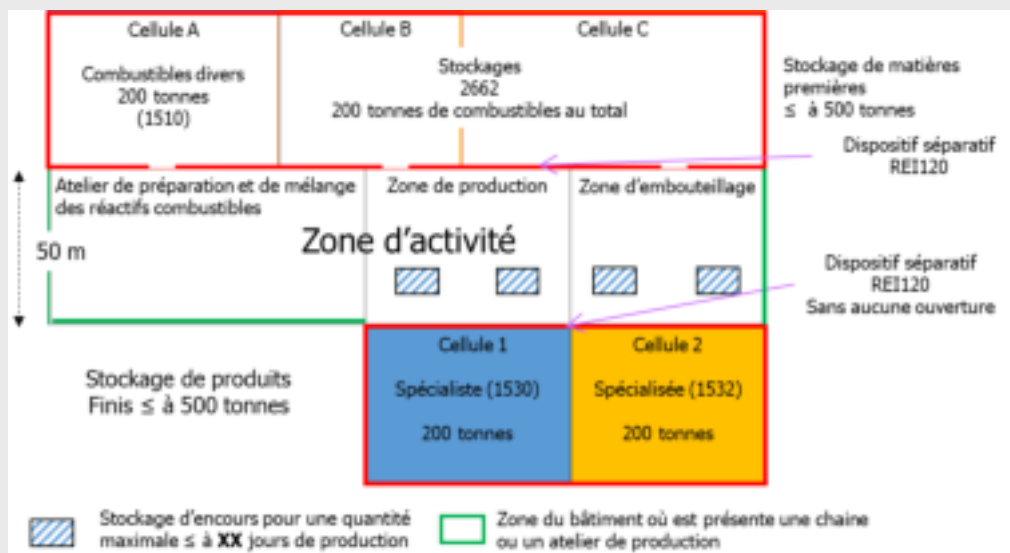 Cellule A
Cellule B
Cellule C
Combustibles divers
200 tonnes
(1510)
Stockages
2662
200 tonnes de combustibles au total
Stockage de matières
premières
≤ à 500 tonnes
Dispositif séparatif
REI120
Atelier de préparation et de mélange
des réactifs combustibles
Zone de production
Zone d'embouteillage
Zone d'activité
50 m
Dispositif séparatif
REI120
Sans aucune ouverture
Cellule 1
Cellule 2
Stockage de produits
Finis ≤ à 500 tonnes
Spécialiste (1530)
Spécialisée (1532)
200 tonnes
200 tonnes
Stockage d'encours pour une quantité
maximale ≤ à XX jours de production
Zone du bâtiment où est présente une chaine
ou un atelier de production